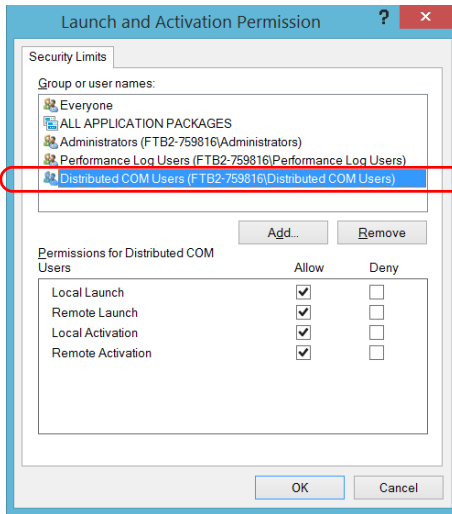 Launch and Activation Permission
? ×
Security Limits
Group or user names:
Everyone
ALL APPLICATION PACKAGES
Administrators (FTB2-759816\Administrators)
Performance Log Users (FTB2-759816\Performance Log Users)
Distributed COM Users (FTB2-759816\Distributed COM Users)
Add... Remove
Permissions for Distributed COM
Users Allow Deny
Local Launch
Remote Launch
Local Activation
Remote Activation
OK Cancel